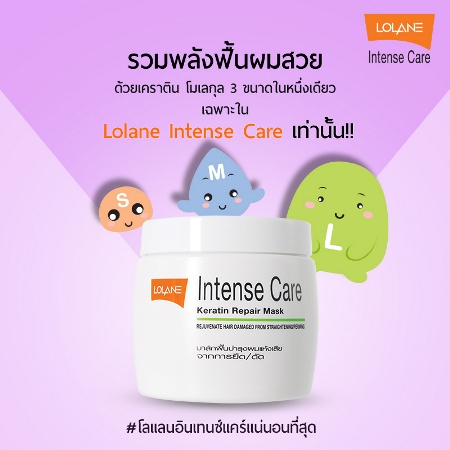 LOLANE
Intense Care
รวมพลังฟื้นผมสวย
ด้วยเคราติน โมเลกุล 3 ขนาดในหนึ่งเดียว
เฉพาะใน
Lolane Intense Care เท่านั้น!!
S
M
L
LOLANE
Intense Care
Keratin Repair Mask
REJUVENATE HAIR DAMAGED FROM STRAIGHTENING/PERMING
มาส์กฟื้นบำรุงผมแห้งเสีย
จากการยืด/ดัด
#โลแลนอินเทนซ์แคร์แน่นอนที่สุด